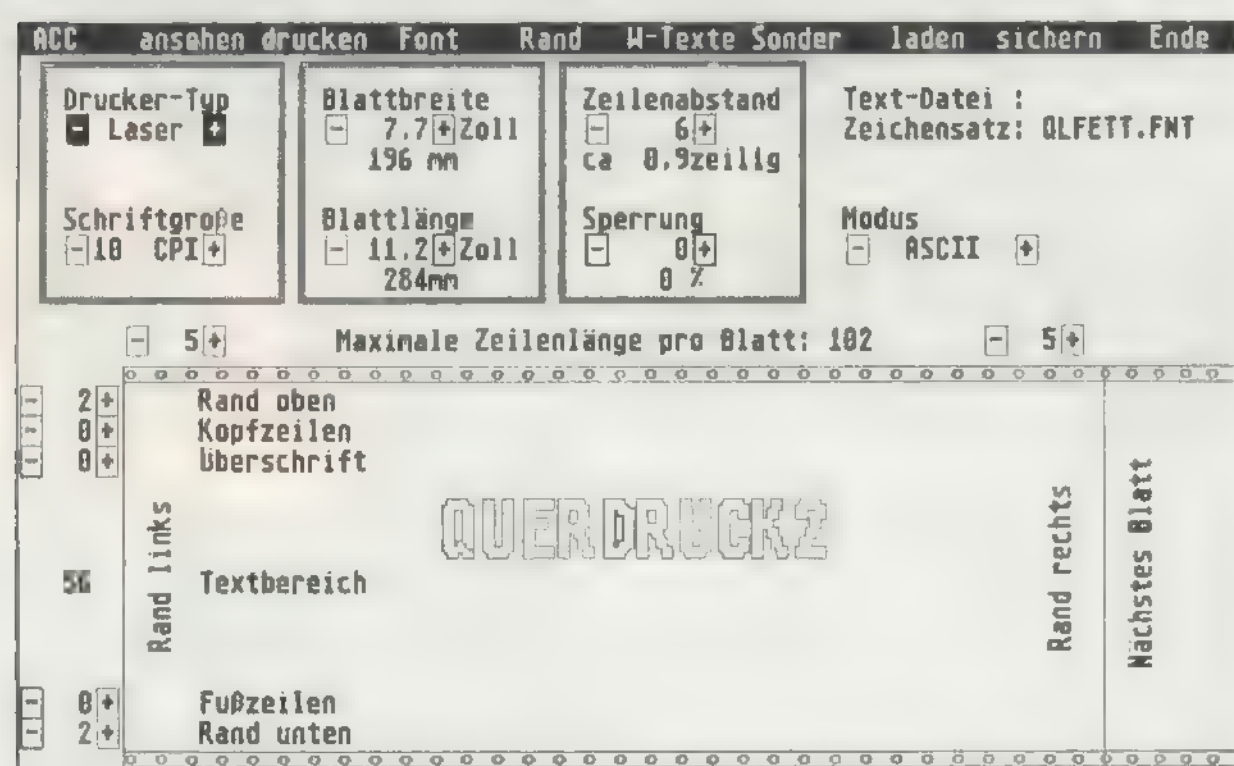 ACC ansehen drucken Font Rand W-Texte Sonder laden sichern Ende
Drucker-Typ Blattbreite Zeilenabstand Text-Datei :
- Laser + - 7.7 + Zoll - 6 + Zeichensatz: QLFETT.FNT
196 mm ca 0.9zeilig
Schriftgroße Blattlänge Sperrung Modus
- 10 CPI + - 11.2 + Zoll - 0 + - ASCII +
284mm 0 %
- 5 + Maximale Zeilenlänge pro Blatt: 102 - 5 +
- 2 + Rand oben
- 0 + Kopfzeilen
- 0 + Überschrift
QUERDRUCK2
Rand links
56 Textbereich
Rand rechts
Nächstes Blatt
- 0 + Fußzeilen
- 2 + Rand unten